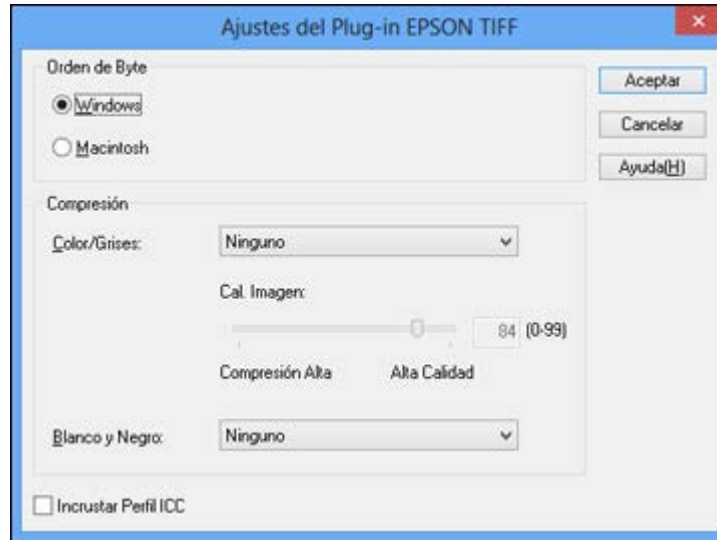 Ajustes del Plug-in EPSON TIFF
Orden de Byte
Windows
Macintosh
Aceptar
Cancelar
Ayuda(H)
Compresión
Color/Grises:
Ninguno
Cal. Imagen:
84 (0-99)
Compresión Alta Alta Calidad
Blanco y Negro:
Ninguno
Incrustar Perfil ICC